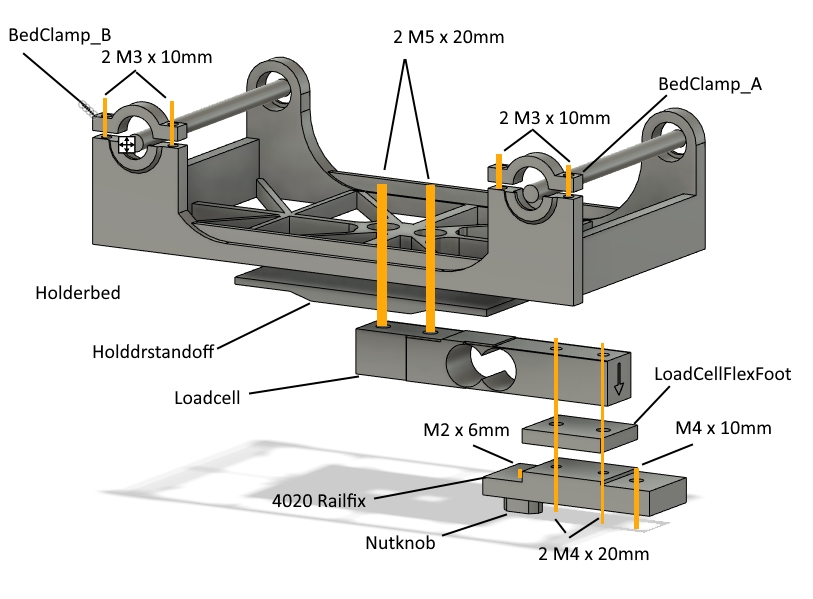 BedClamp_B
2 M3 x 10mm
2 M5 x 20mm
BedClamp_A
2 M3 x 10mm
Holderbed
Holddrstandoff
Loadcell
LoadCellFlexFoot
M2 x 6mm
M4 x 10mm
4020 Railfix
Nutknob
2 M4 x 20mm